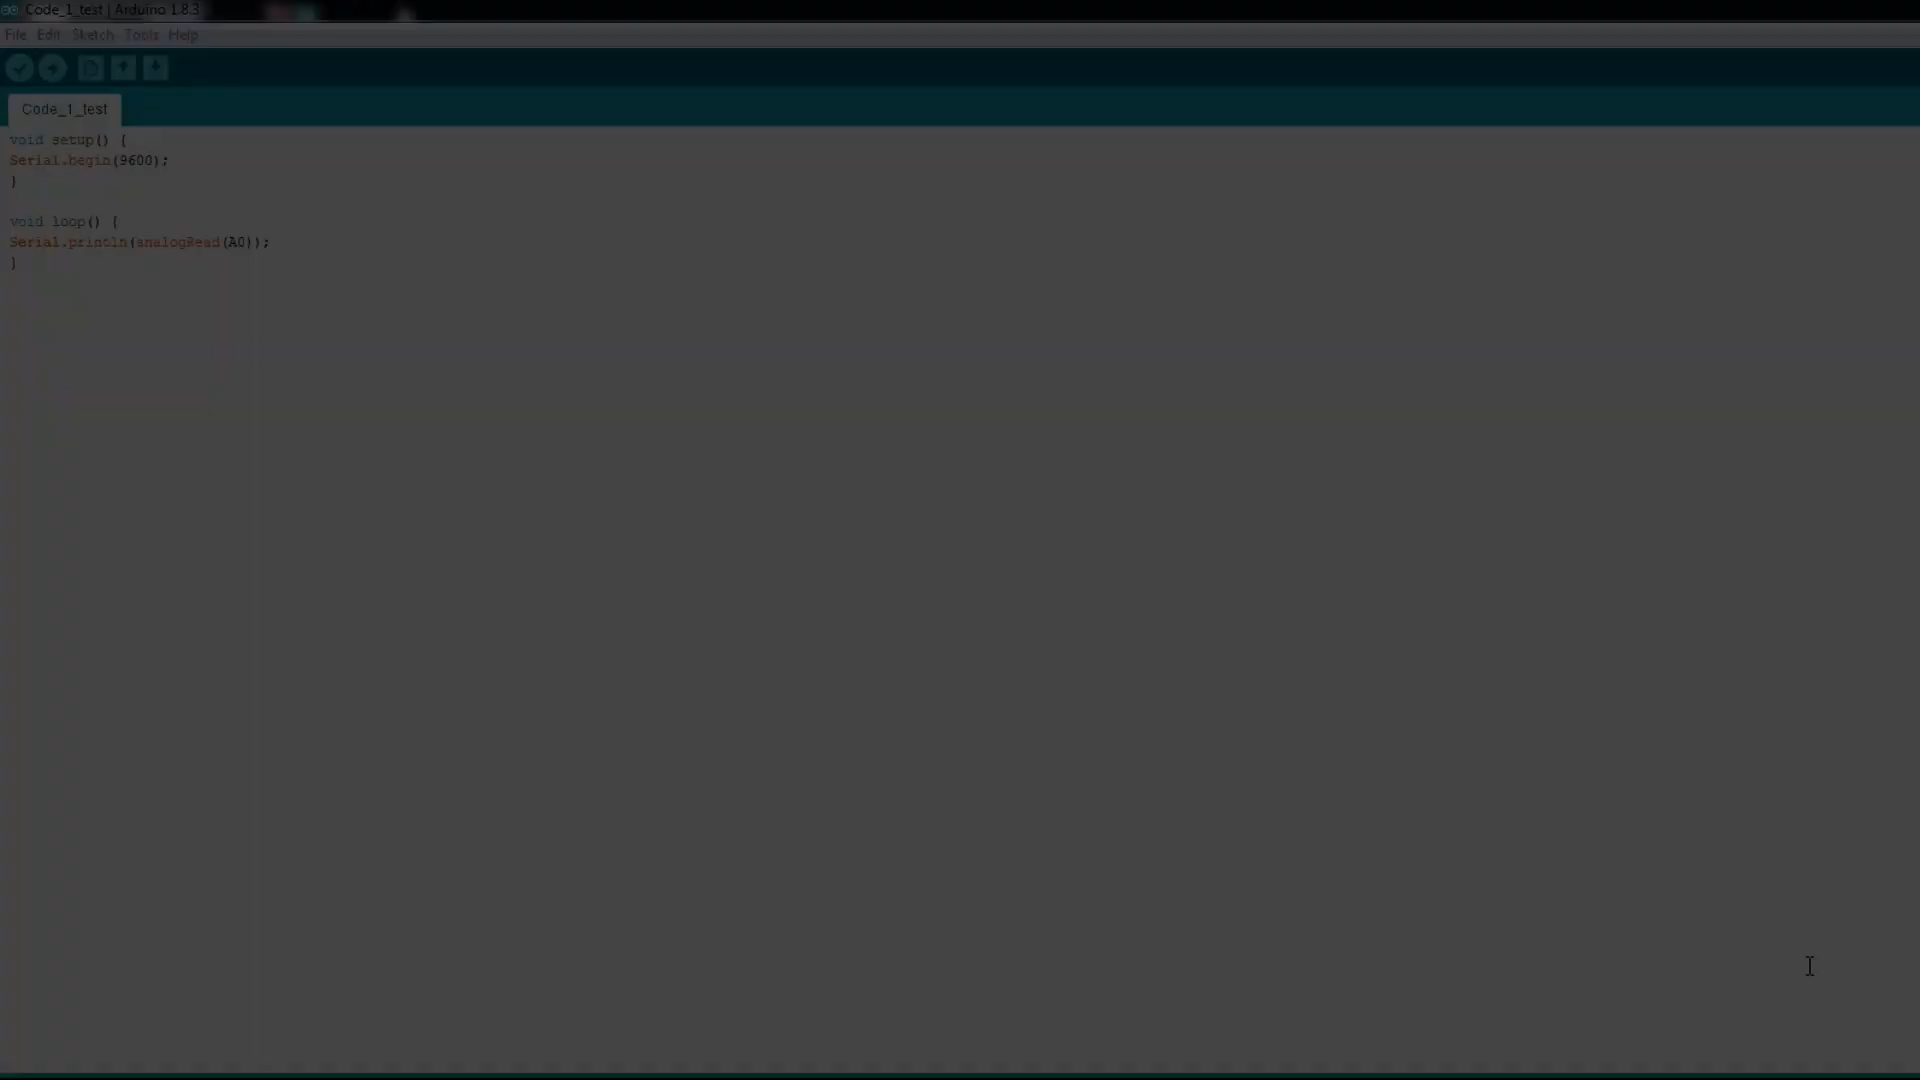 Code_1_test | Arduino 1.8.3
File Edit Sketch Tools Help
Code_1_test
void setup() {
Serial.begin(9600);
}
void loop() {
Serial.println(analogRead(A0));
}